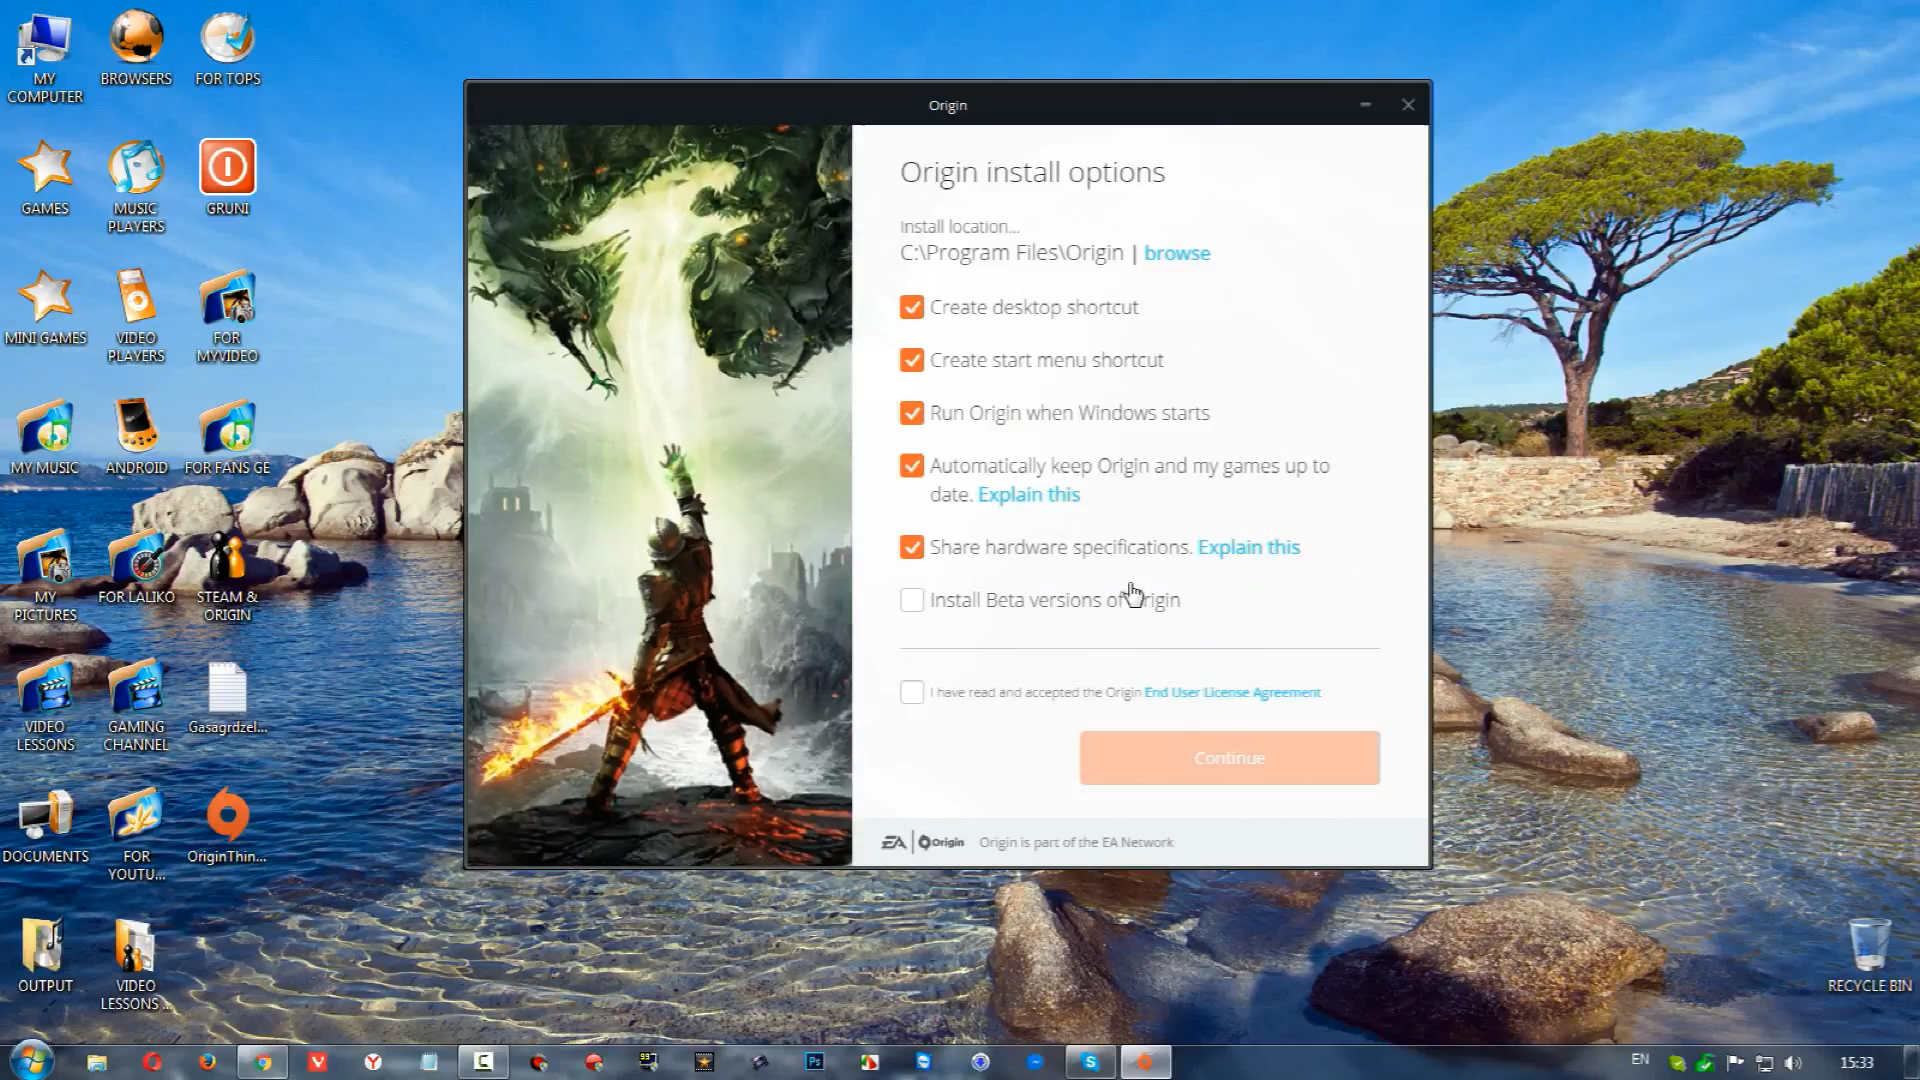 MY
COMPUTER
BROWSERS
FOR TOPS
GAMES
MUSIC
PLAYERS
GRUNI
MINI GAMES
VIDEO
PLAYERS
FOR
MYVIDEO
MY MUSIC
ANDROID
FOR FANS GE
MY
PICTURES
FOR LALIKO
STEAM &
ORIGIN
VIDEO
LESSONS
GAMING
CHANNEL
Gasagrdzel...
DOCUMENTS
FOR
YOUTU...
OriginThin...
OUTPUT
VIDEO
LESSONS ...
Origin
Origin install options
Install location...
C:\Program Files\Origin | browse
Create desktop shortcut
Create start menu shortcut
Run Origin when Windows starts
Automatically keep Origin and my games up to
date. Explain this
Share hardware specifications. Explain this
Install Beta versions of Origin
I have read and accepted the Origin End User License Agreement
Continue
EA Origin Origin is part of the EA Network
RECYCLE BIN
99
Ps
EN
15:33